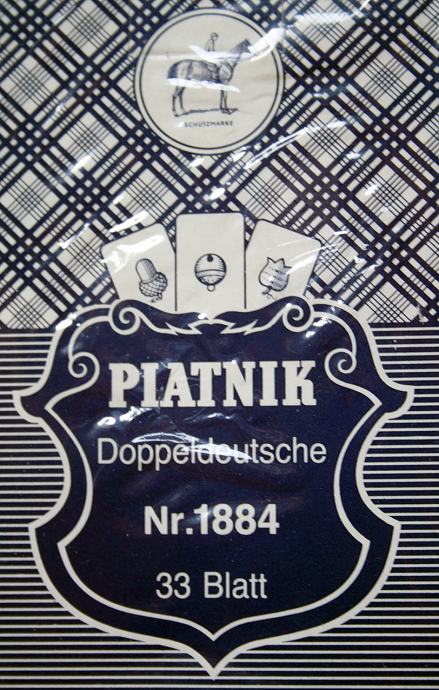 SCHUTZMARKE
PIATNIK
Doppeldeutsche
Nr.1884
33 Blatt